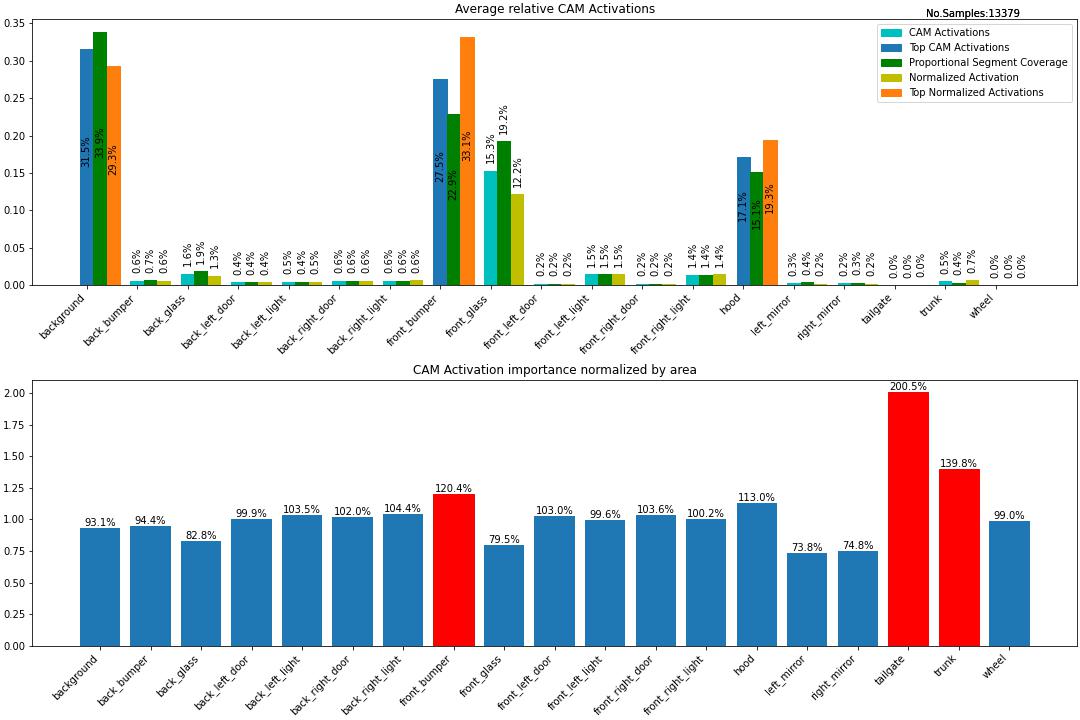 Average relative CAM Activations
No.Samples:13379
CAM Activations
Top CAM Activations
Proportional Segment Coverage
Normalized Activation
Top Normalized Activations
0.35
0.30
0.25
0.20
0.15
0.10
0.05
0.00
31.5% 33.9% 29.3%
0.6% 0.7% 0.6%
1.6% 1.9% 1.3%
0.4% 0.4% 0.4%
0.5% 0.4% 0.5%
0.6% 0.6% 0.6%
0.6% 0.6% 0.6%
27.5% 22.9% 33.1%
15.3% 19.2% 12.2%
0.2% 0.2% 0.2%
1.5% 1.5% 1.5%
0.2% 0.2% 0.2%
1.4% 1.4% 1.4%
17.1% 15.1% 19.3%
0.3% 0.4% 0.2%
0.2% 0.3% 0.2%
0.0% 0.0% 0.0%
0.5% 0.4% 0.7%
0.0% 0.0% 0.0%
background
back_bumper
back_glass
back_left_door
back_left_light
back_right_door
back_right_light
front_bumper
front_glass
front_left_door
front_left_light
front_right_door
front_right_light
hood
left_mirror
right_mirror
tailgate
trunk
wheel
CAM Activation importance normalized by area
2.00
1.75
1.50
1.25
1.00
0.75
0.50
0.25
0.00
93.1%
94.4%
82.8%
99.9%
103.5%
102.0%
104.4%
120.4%
79.5%
103.0%
99.6%
103.6%
100.2%
113.0%
73.8%
74.8%
200.5%
139.8%
99.0%
background
back_bumper
back_glass
back_left_door
back_left_light
back_right_door
back_right_light
front_bumper
front_glass
front_left_door
front_left_light
front_right_door
front_right_light
hood
left_mirror
right_mirror
tailgate
trunk
wheel